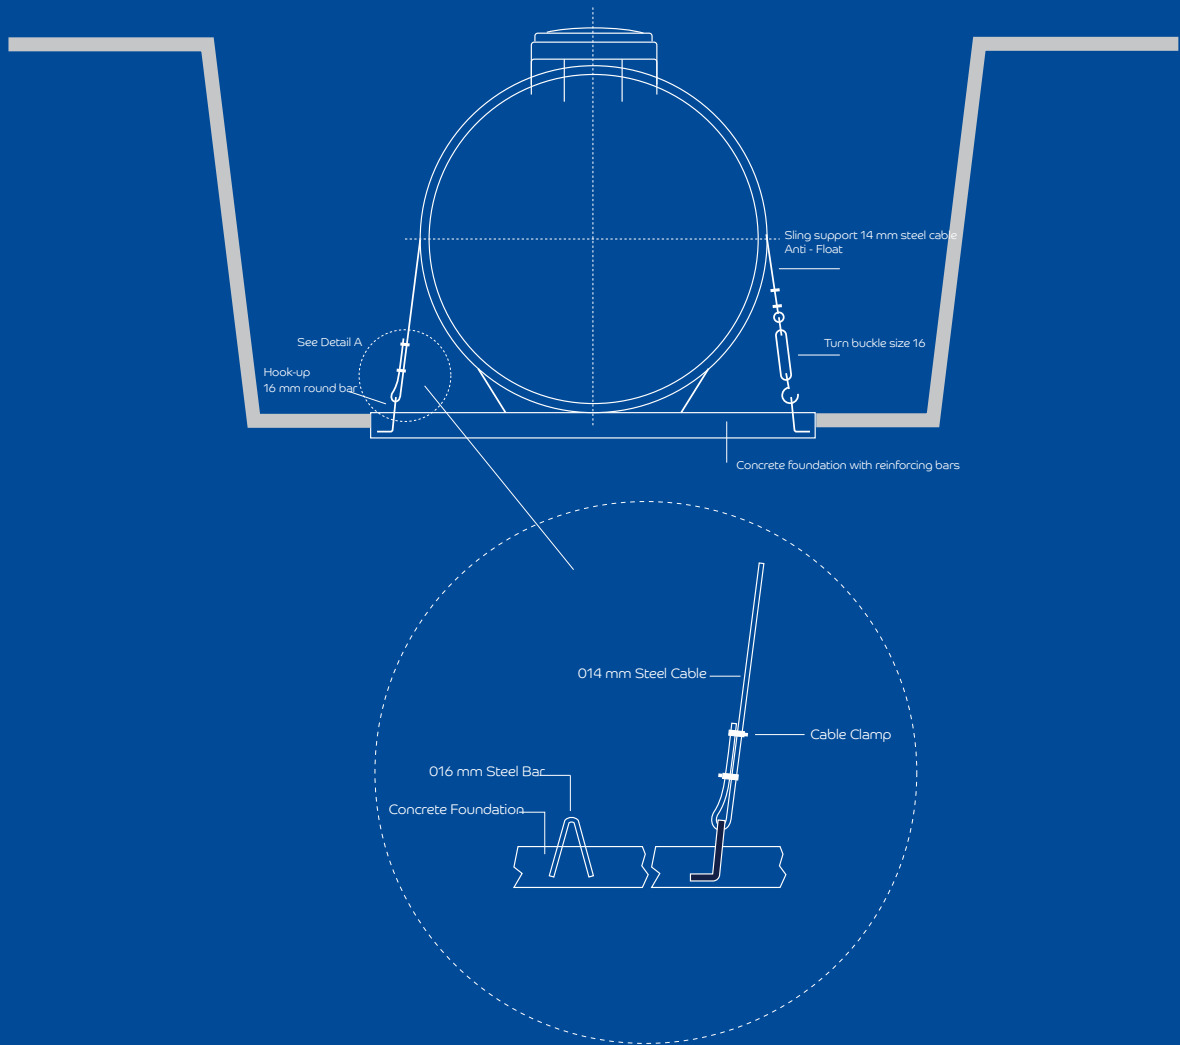 Sling support 14 mm steel cable
Anti - Float
See Detail A
Turn buckle size 16
Hook-up
16 mm round bar
Concrete foundation with reinforcing bars
014 mm Steel Cable
Cable Clamp
016 mm Steel Bar
Concrete Foundation